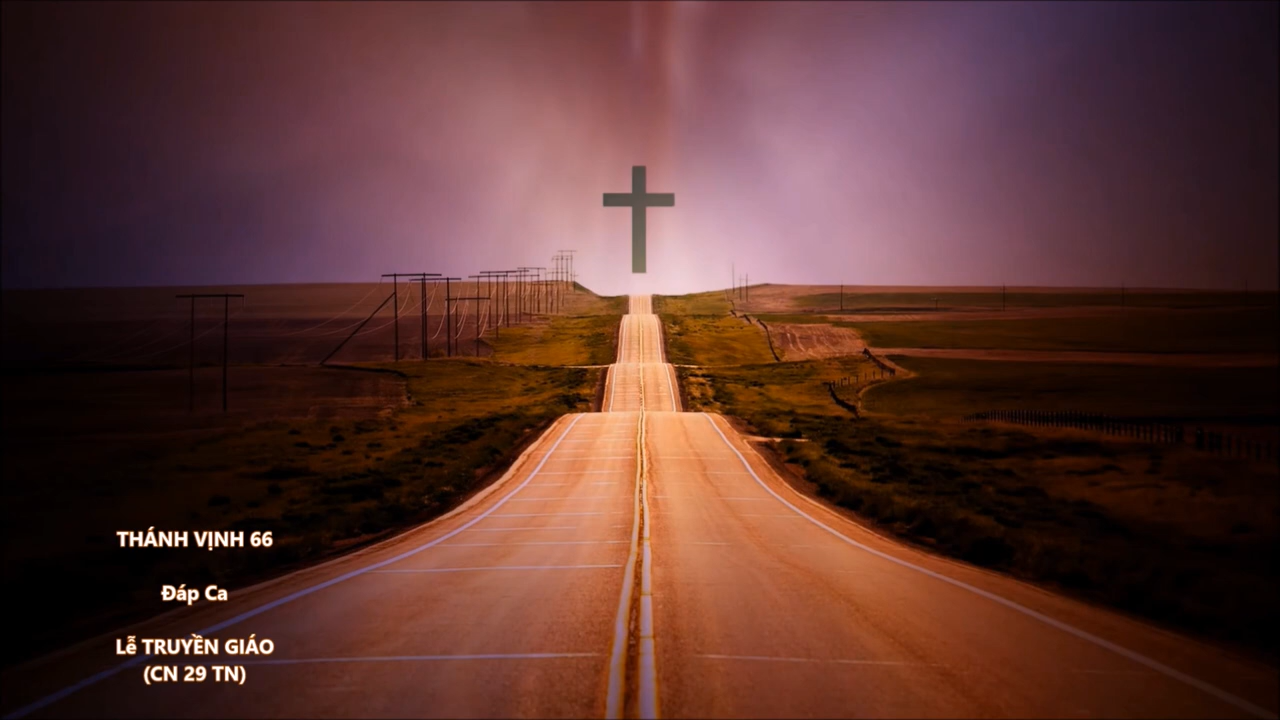 THÁNH VỊNH 66
Đáp Ca
Lễ TRUYỀN GIÁO
(CN 29 TN)